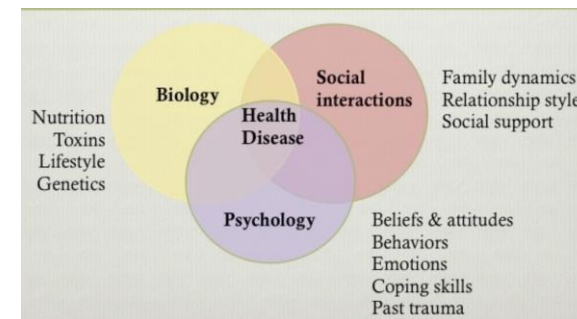 Biology
Social
interactions
Health
Disease
Psychology
Nutrition
Toxins
Lifestyle
Genetics
Family dynamics
Relationship style
Social support
Beliefs & attitudes
Behaviors
Emotions
Coping skills
Past trauma